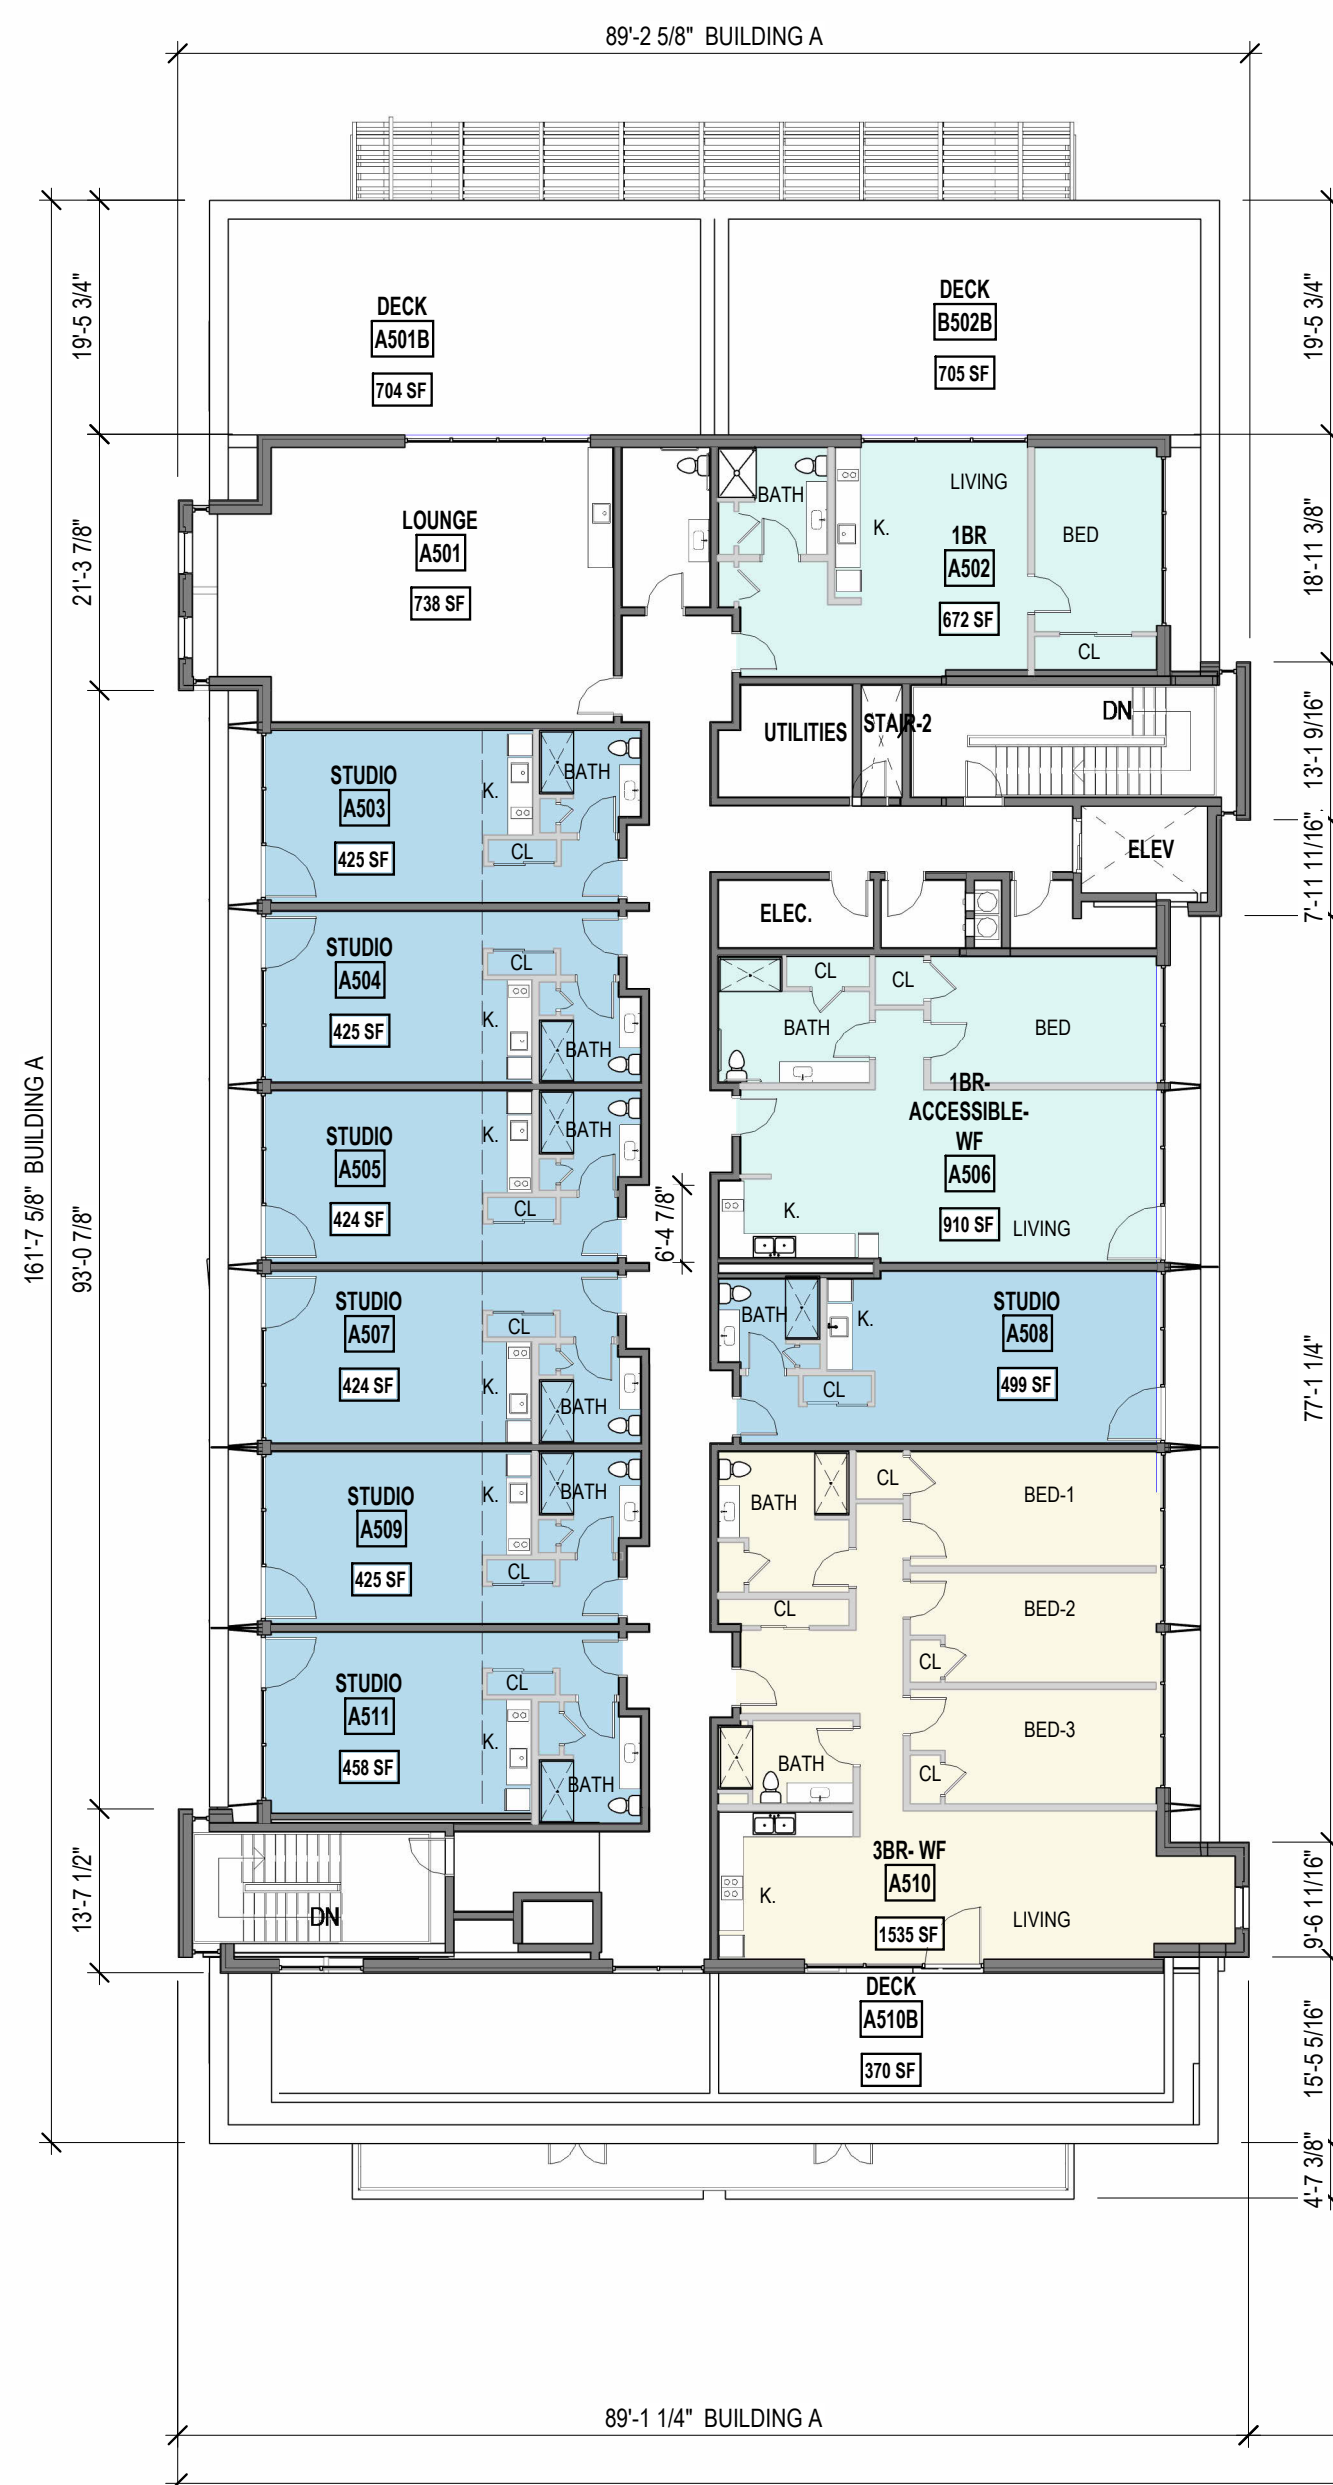 89'-2 5/8"  BUILDING A
19'-5 3/4"
21'-3 7/8"
161'-7 5/8"  BUILDING A
93'-0 7/8"
13'-7 1/2"
DECK
A501B
704 SF
DECK
B502B
705 SF
19'-5 3/4"
18'-11 3/8"
13'-1 9/16"
7'-11 11/16"
77'-1 1/4"
9'-6 11/16"
15'-5 5/16"
4'-7 3/8"
LOUNGE
A501
738 SF
BATH
K.
LIVING
1BR
A502
672 SF
BED
CL
UTILITIES
STAIR-2
DN
ELEV
ELEC.
STUDIO
A503
425 SF
K.
BATH
CL
STUDIO
A504
425 SF
CL
K.
BATH
STUDIO
A505
424 SF
K.
BATH
CL
6'-4 7/8"
CL
CL
BATH
BED
1BR-
ACCESSIBLE-
WF
A506
910 SF
K.
LIVING
STUDIO
A507
424 SF
CL
K.
BATH
BATH
K.
CL
STUDIO
A508
499 SF
STUDIO
A509
425 SF
K.
BATH
CL
BATH
CL
CL
BED-1
BED-2
CL
BED-3
CL
BATH
STUDIO
A511
458 SF
CL
K.
BATH
3BR- WF
A510
1535 SF
K.
LIVING
DN
DECK
A510B
370 SF
89'-1 1/4"  BUILDING A